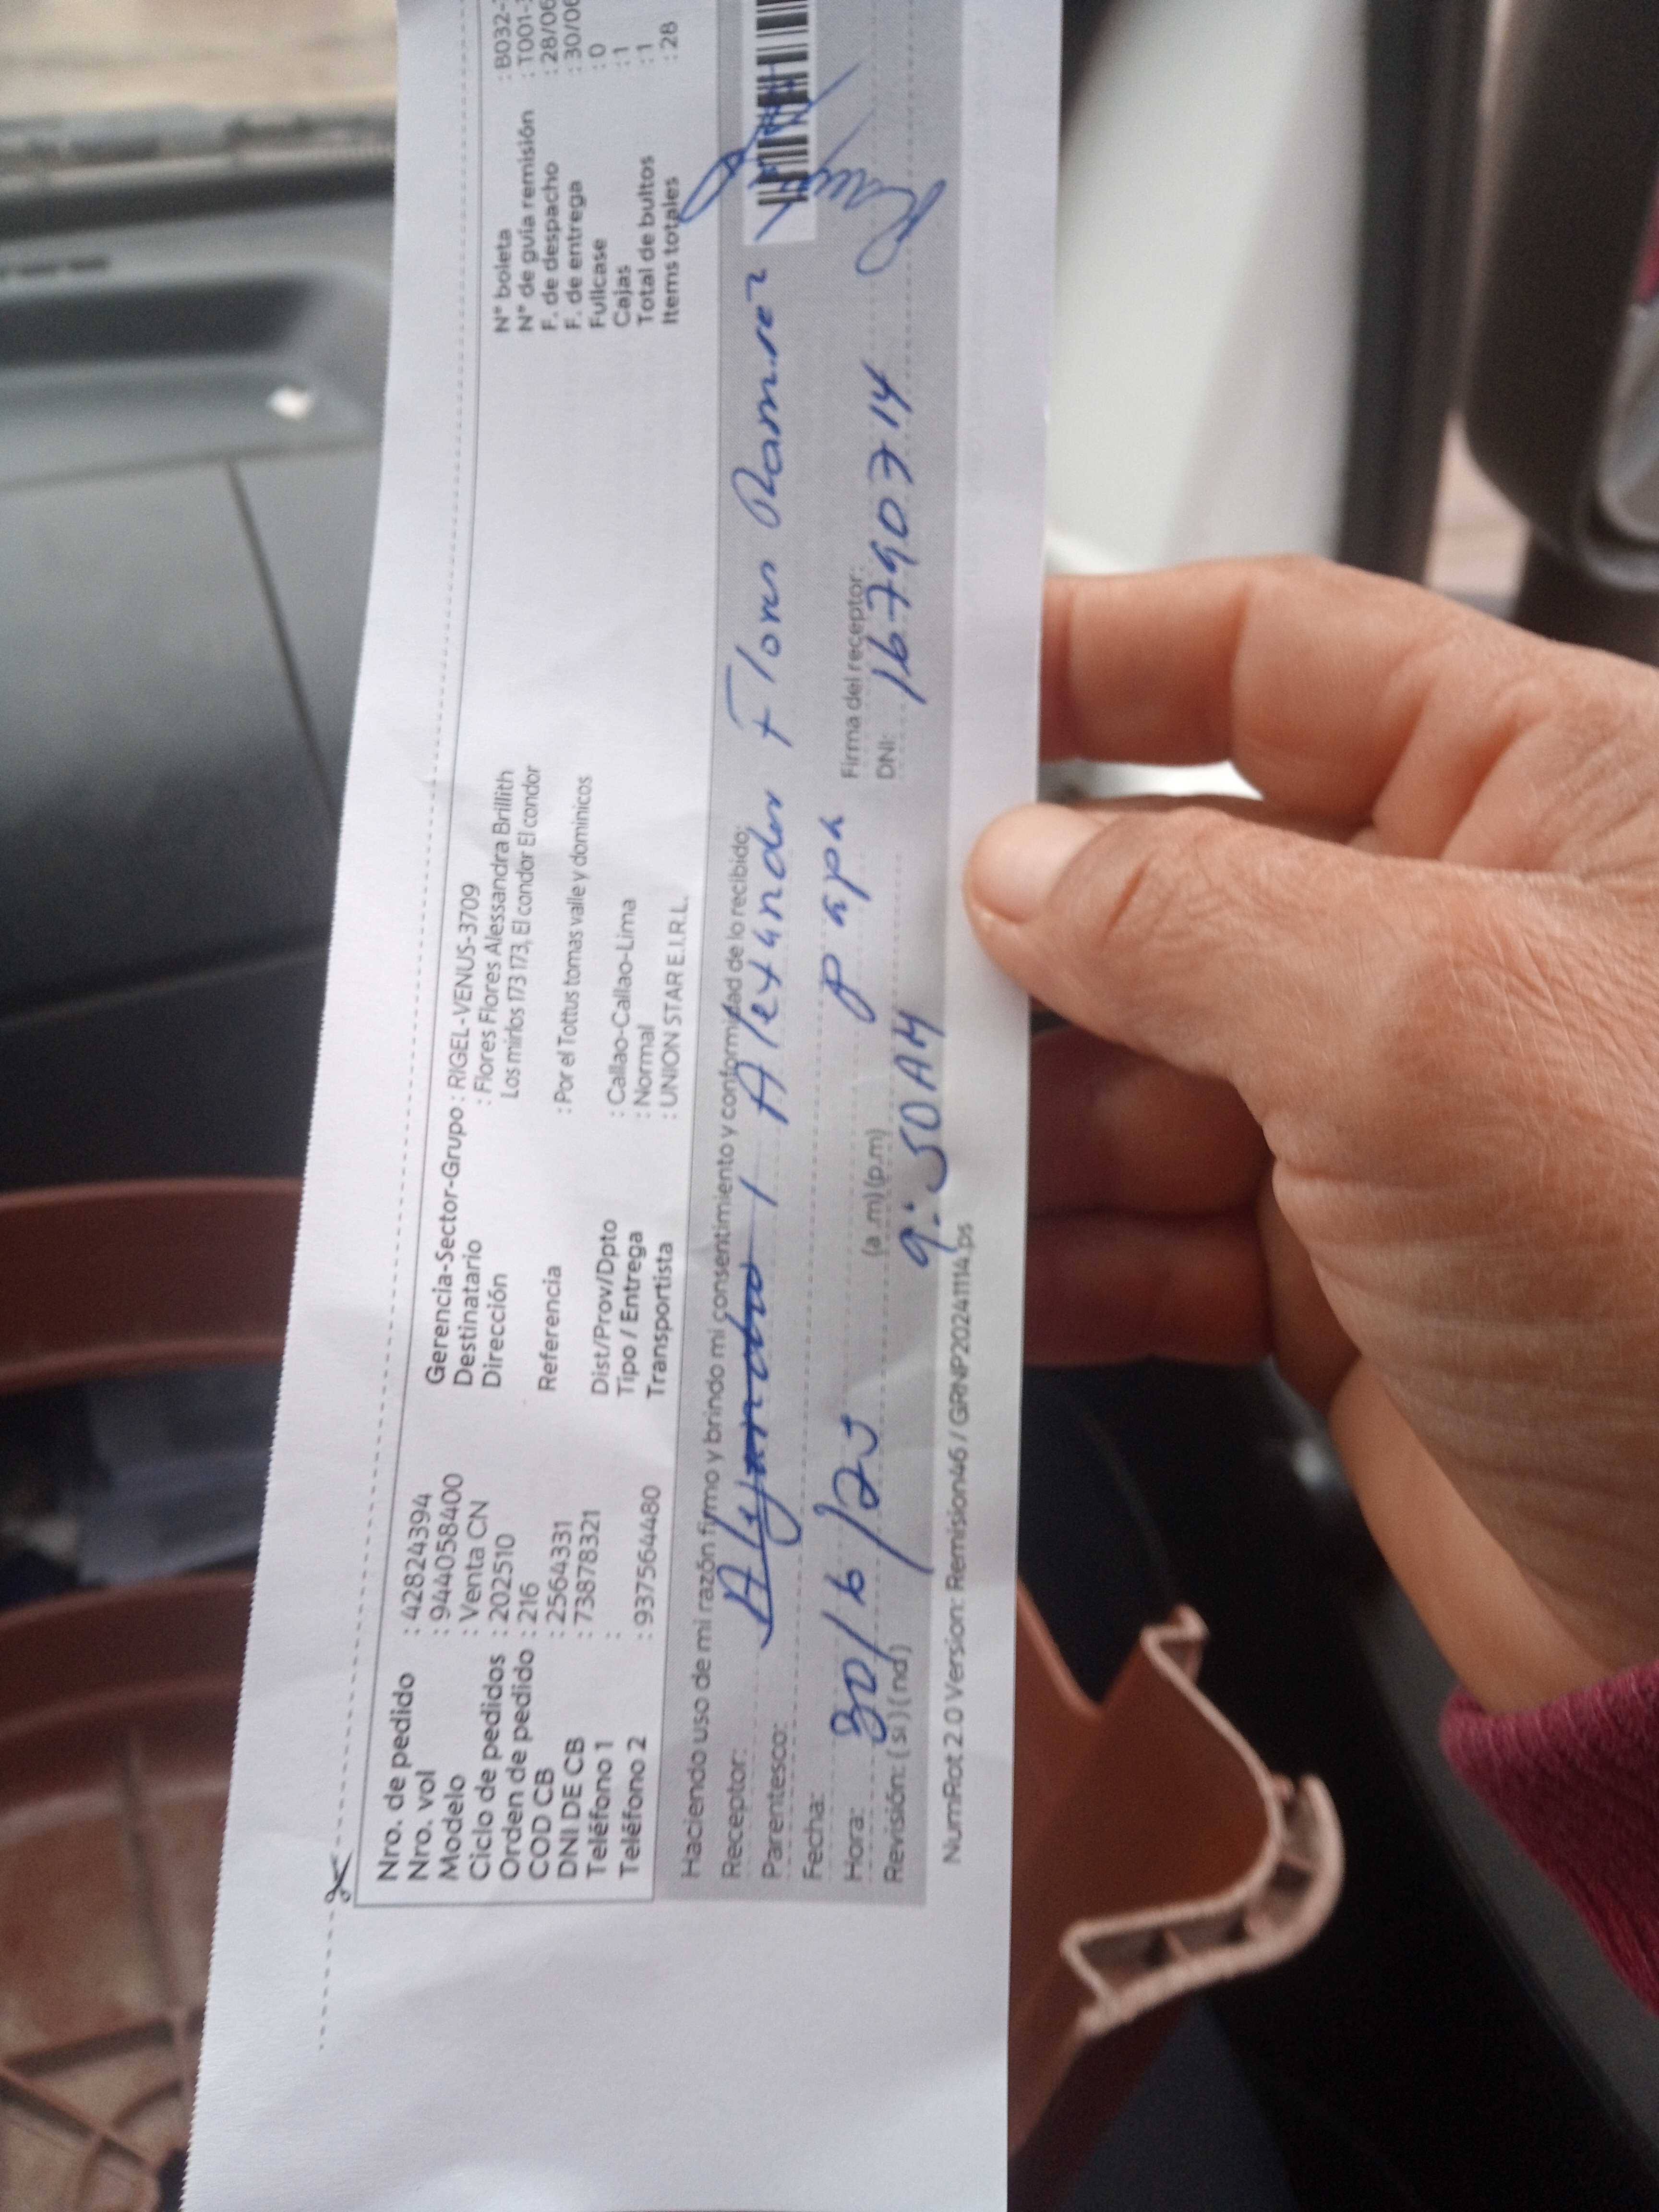 Nro. de pedido : 428224394
Nro. vol : 944058400
Modelo : Venta CN
Ciclo de pedidos : 202510
Orden de pedido : 216
COD CB : 2564331
DNI DE CB : 73878321
Teléfono 1 :
Teléfono 2 : 937564480
Gerencia-Sector-Grupo : RIGEL-VENUS-3709
Destinatario : Flores Flores Alessandra Brillith
Dirección Los mirlos 173 173, El condor El condor
Referencia : Por el Tottus tomas valle y dominicos
Dist/Prov/Dpto : Callao-Callao-Lima
Tipo / Entrega : Normal
Transportista : UNION STAR E.I.R.L.
N° boleta : B032-
N° de guía remisión : T001-
F. de despacho : 28/06
F. de entrega : 30/06
Fullcase : 0
Cajas : 1
Total de bultos : 1
Items totales : 28
Haciendo uso de mi razón firmo y brindo mi consentimiento y conformidad de lo recibido:
Receptor: Alexander Flores Ramirez
Parentesco: papá
Fecha: 30/6/25
Firma del receptor:
Hora: (a.m)(p.m) 9:50 AM
DNI: 16790714
Revisión: ( si ) ( nd )
NumRot 2.0 Version: Remision46 / GRNP20241114.ps